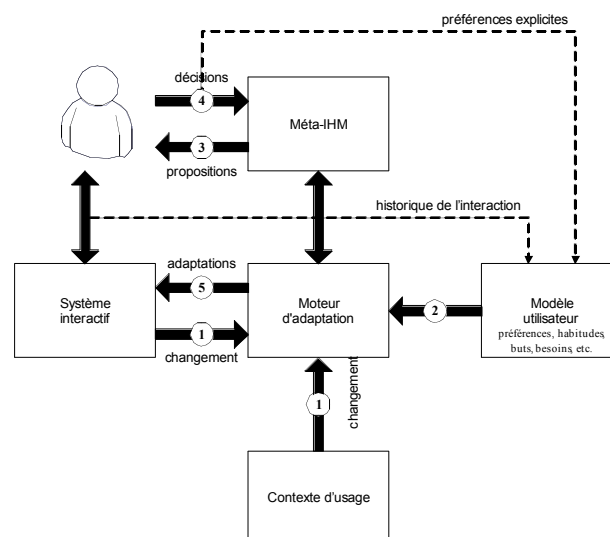 préférences explicites
décisions
4
Méta-IHM
3
propositions
historique de l'interaction
adaptations
5
Système
interactif
Moteur
d'adaptation
2
Modèle
utilisateur
préférences, habitudes,
buts, besoins, etc.
1
changement
1
changement
Contexte d'usage